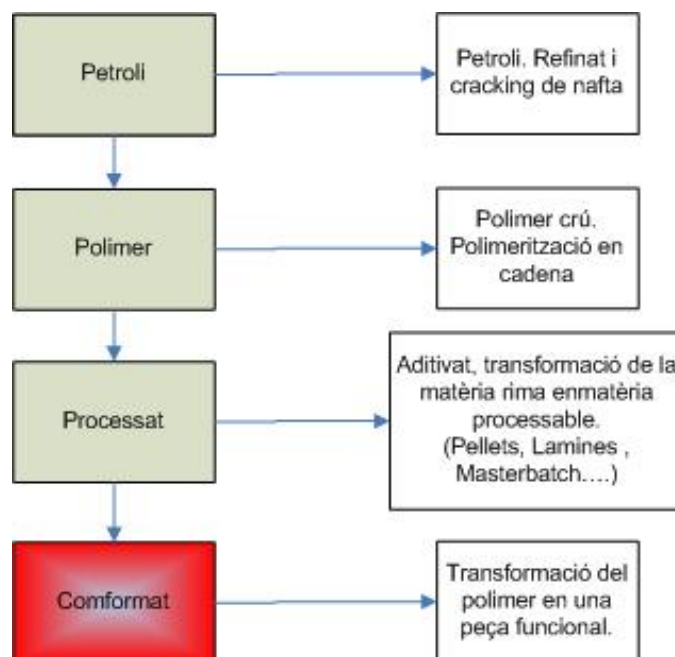 Petroli
Petroli. Refinat i
cracking de nafta
Polimer
Polimer crú.
Polimerització en
cadena
Processat
Aditivat, transformació de la
matèria rima enmatèria
processable.
(Pellets, Lamines ,
Masterbatch....)
Comformat
Transformació del
polimer en una
peça funcional.